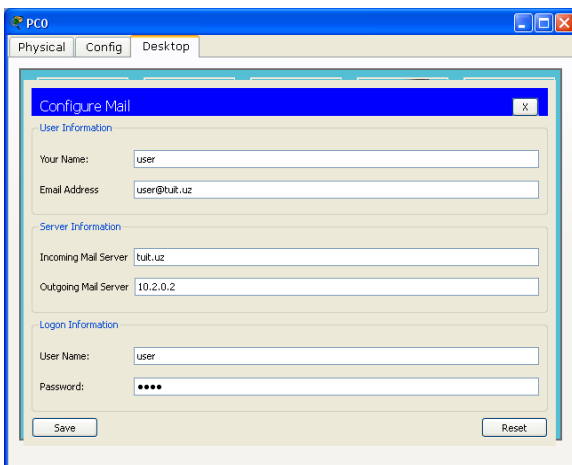 PC0
Physical Config Desktop
Configure Mail X
User Information
Your Name: user
Email Address user@tuit.uz
Server Information
Incoming Mail Server tuit.uz
Outgoing Mail Server 10.2.0.2
Logon Information
User Name: user
Password: ●●●●
Save Reset